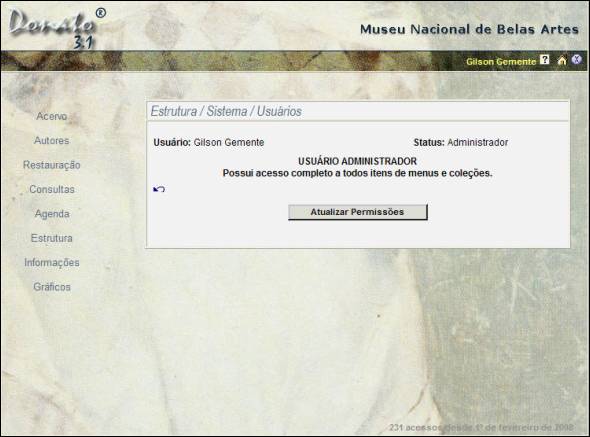 Donato ®
3.1
Museu Nacional de Belas Artes
Gilson Gemente ? X
Acervo
Autores
Restauração
Consultas
Agenda
Estrutura
Informações
Gráficos
Estrutura / Sistema / Usuários
Usuário: Gilson Gemente Status: Administrador
USUÁRIO ADMINISTRADOR
Possui acesso completo a todos itens de menus e coleções.
Atualizar Permissões
231 acessos desde 1º de fevereiro de 2008